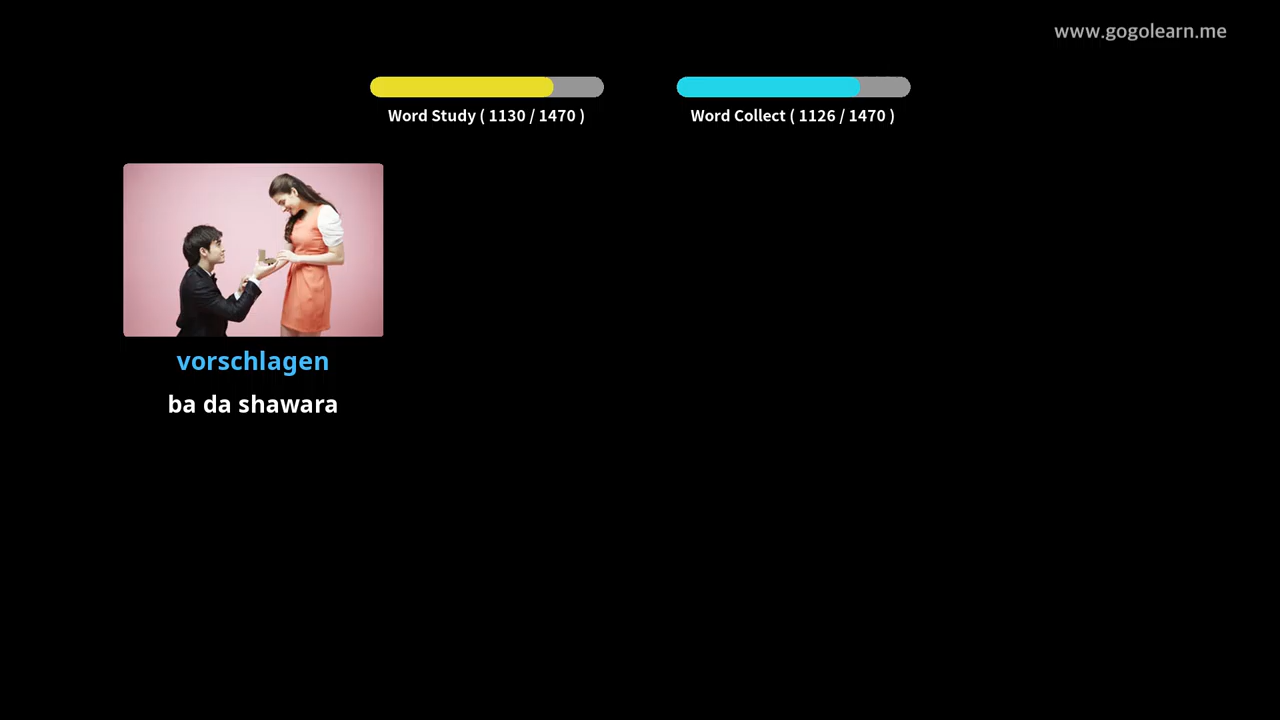 www.gogolearn.me
Word Study ( 1130 / 1470 )
Word Collect ( 1126 / 1470 )
vorschlagen
ba da shawara